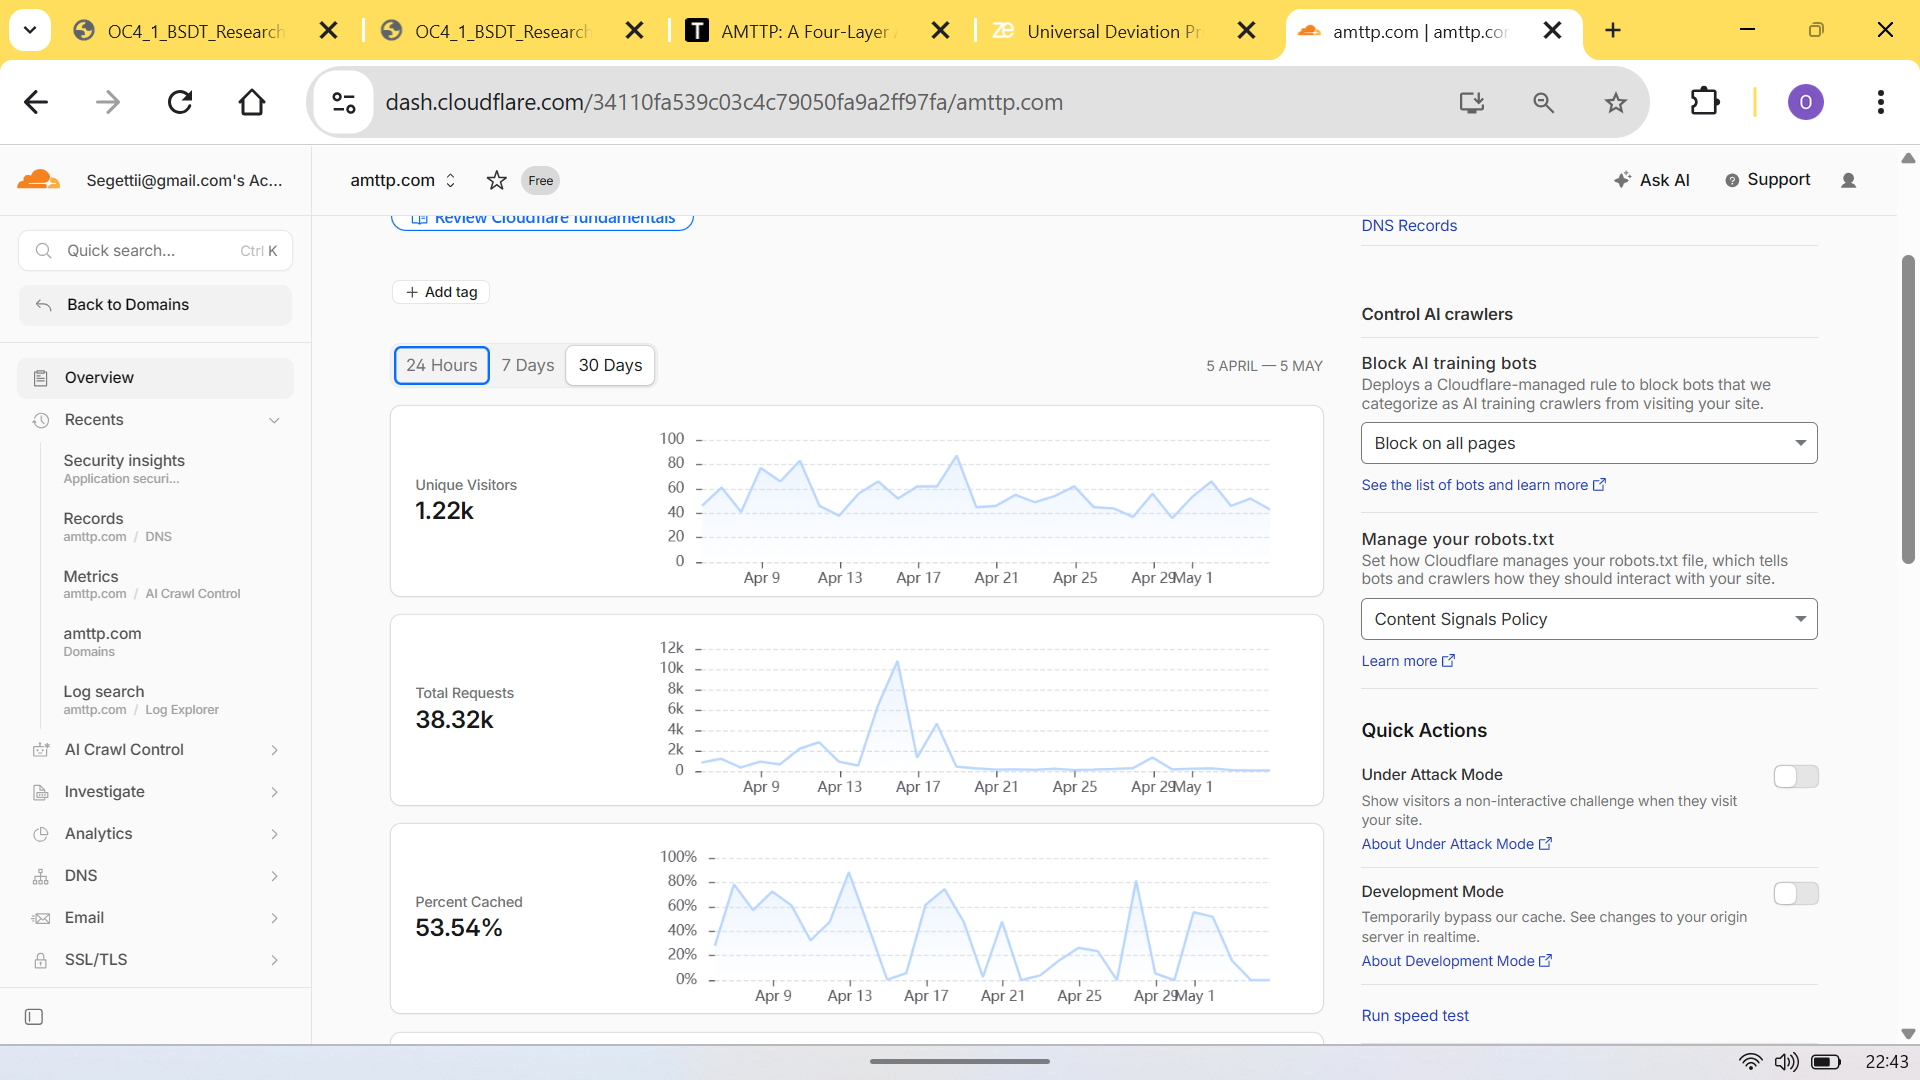 OC4_1_BSDT_Research
OC4_1_BSDT_Research
AMTTP: A Four-Layer
Universal Deviation Pr
amttp.com | amttp.co
dash.cloudflare.com/34110fa539c03c4c79050fa9a2ff97fa/amttp.com
O
Segettii@gmail.com's Ac...
amttp.com
Free
Ask AI
Support
Quick search...
Ctrl K
Back to Domains
Overview
Recents
Security insights
Application securi...
Records
amttp.com / DNS
Metrics
amttp.com / AI Crawl Control
amttp.com
Domains
Log search
amttp.com / Log Explorer
AI Crawl Control
Investigate
Analytics
DNS
Email
SSL/TLS
Review Cloudflare fundamentals
+ Add tag
24 Hours
7 Days
30 Days
5 APRIL — 5 MAY
Unique Visitors
1.22k
100
80
60
40
20
0
Apr 9
Apr 13
Apr 17
Apr 21
Apr 25
Apr 29
May 1
Total Requests
38.32k
12k
10k
8k
6k
4k
2k
0
Apr 9
Apr 13
Apr 17
Apr 21
Apr 25
Apr 29
May 1
Percent Cached
53.54%
100%
80%
60%
40%
20%
0%
Apr 9
Apr 13
Apr 17
Apr 21
Apr 25
Apr 29
May 1
DNS Records
Control AI crawlers
Block AI training bots
Deploys a Cloudflare-managed rule to block bots that we
categorize as AI training crawlers from visiting your site.
Block on all pages
See the list of bots and learn more
Manage your robots.txt
Set how Cloudflare manages your robots.txt file, which tells
bots and crawlers how they should interact with your site.
Content Signals Policy
Learn more
Quick Actions
Under Attack Mode
Show visitors a non-interactive challenge when they visit
your site.
About Under Attack Mode
Development Mode
Temporarily bypass our cache. See changes to your origin
server in realtime.
About Development Mode
Run speed test
22:43